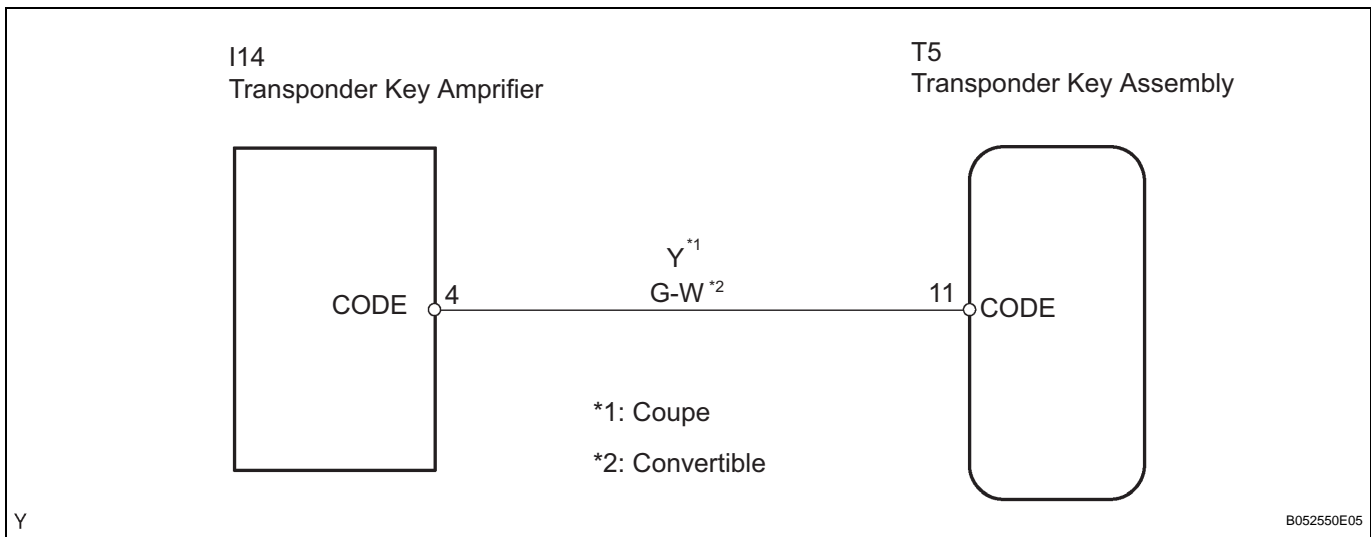 I14
Transponder Key Amprifier
T5
Transponder Key Assembly
Y*1
G-W*2
CODE 4
11 CODE
*1: Coupe
*2: Convertible
Y
B052550E05